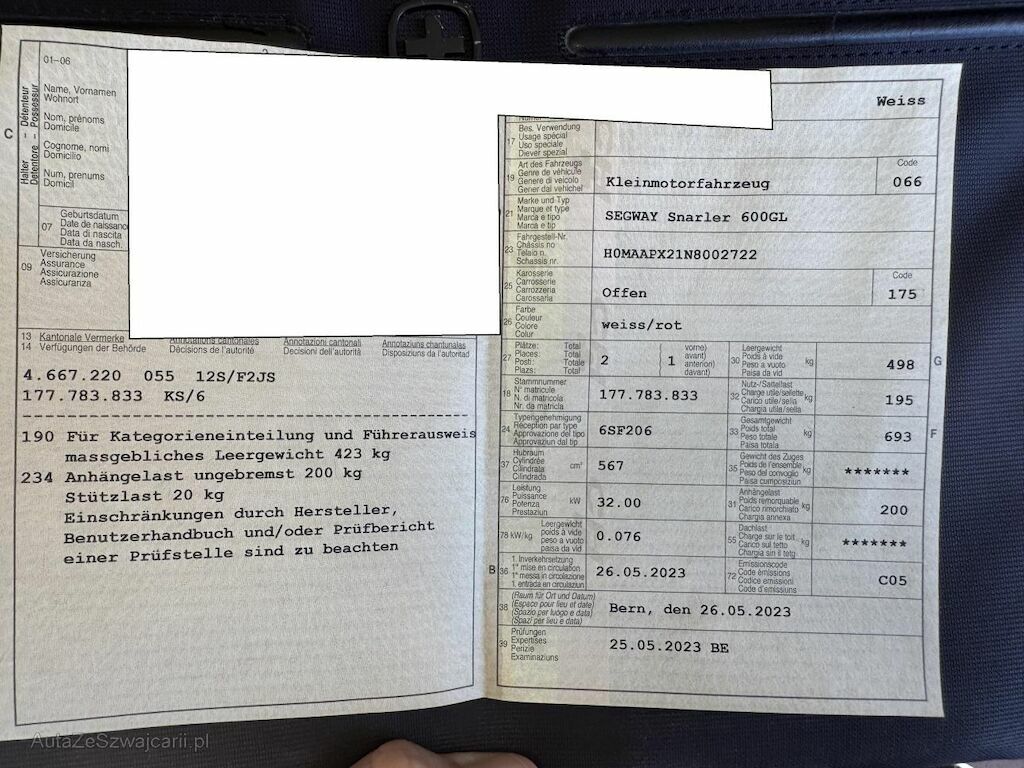 01-06
C
Halter – Détenteur
Detentore – Possessur
Name, Vornamen
Wohnort
Nom, prénoms
Domicile
Cognome, nomi
Domicilio
Num, prenums
Domicil
07
Geburtsdatum
Date de naissance
Data di nascita
Data da nasch.
09
Versicherung
Assurance
Assicurazione
Assicuranza
13 Kantonale Vermerke Annotations cantonales Annotazioni cantonali Annotaziuns chantunalas
14 Verfügungen der Behörde Décisions de l'autorité Decisioni dell'autorità Disposiziuns da l'autoritad
4.667.220 055 12S/F2JS
177.783.833 KS/6
190 Für Kategorieneinteilung und Führerausweis
massgebliches Leergewicht 423 kg
234 Anhängelast ungebremst 200 kg
Stützlast 20 kg
Einschränkungen durch Hersteller,
Benutzerhandbuch und/oder Prüfbericht
einer Prüfstelle sind zu beachten
Weiss
17
Bes. Verwendung
Usage spécial
Uso speciale
Diever spezial
19
Art des Fahrzeugs
Genre de véhicule
Genere di veicolo
Gener dal vehichel
Kleinmotorfahrzeug
Code
066
21
Marke und Typ
Marque et type
Marca e tipo
Marca e tip
SEGWAY Snarler 600GL
23
Fahrgestell-Nr.
Châssis no
Telaio n.
Schassis nr.
H0MAAPX21N8002722
25
Karosserie
Carrosserie
Carrozzeria
Carossaria
Offen
Code
175
26
Farbe
Couleur
Colore
Colur
weiss/rot
27
Plätze: Total
Places: Total
Posti: Totale
Plazs: Total
2
vorne)
avant)
anteriori)
davant)
1
30
Leergewicht
Poids à vide
Peso a vuoto
Paisa da vid
kg
498
G
18
Stammnummer
N° matricule
N. di matricola
Nr. da matricla
177.783.833
32
Nutz-/Sattellast
Charge utile/sellette
Carico utile/sella
Chargia utila/sella
kg
195
24
Typengenehmigung
Réception par type
Approvazione del tipo
Approvaziun dal tip
6SF206
33
Gesamtgewicht
Poids total
Peso totale
Paisa totala
kg
693
F
37
Hubraum
Cylindrée
Cilindrata
Cilindrada
cm³
567
35
Gewicht des Zuges
Poids de l'ensemble
Peso del convoglio
Paisa cumposiziun
kg
*******
76
Leistung
Puissance
Potenza
Prestaziun
kW
32.00
31
Anhängelast
Poids remorquable
Carico rimorchiato
Chargia annexa
kg
200
78 kW/kg
Leergewicht
poids à vide
peso a vuoto
paisa da vid
0.076
55
Dachlast
Charge sur le toit
Carico sul tetto
Chargia sin il tetg
kg
*******
B
36
1. Inverkehrsetzung
1re mise en circulation
1a messa in circolazione
1. entrada en circulaziun
26.05.2023
72
Emissionscode
Code émissions
Codice emissioni
Code d'emissiuns
C05
38
(Raum für Ort und Datum)
(Espace pour lieu et date)
(Spazio per luogo e data)
(Spazi per lieu e data)
Bern, den 26.05.2023
39
Prüfungen
Expertises
Perizie
Examinaziuns
25.05.2023 BE
AutaZeSzwajcarii.pl